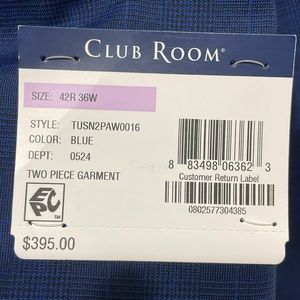 CLUB ROOM®
SIZE: 42R 36W
STYLE: TUSN2PAW0016
COLOR: BLUE
DEPT: 0524
TWO PIECE GARMENT
8 83498 06362 3
Customer Return Label
0802577304385
EPC™
$395.00